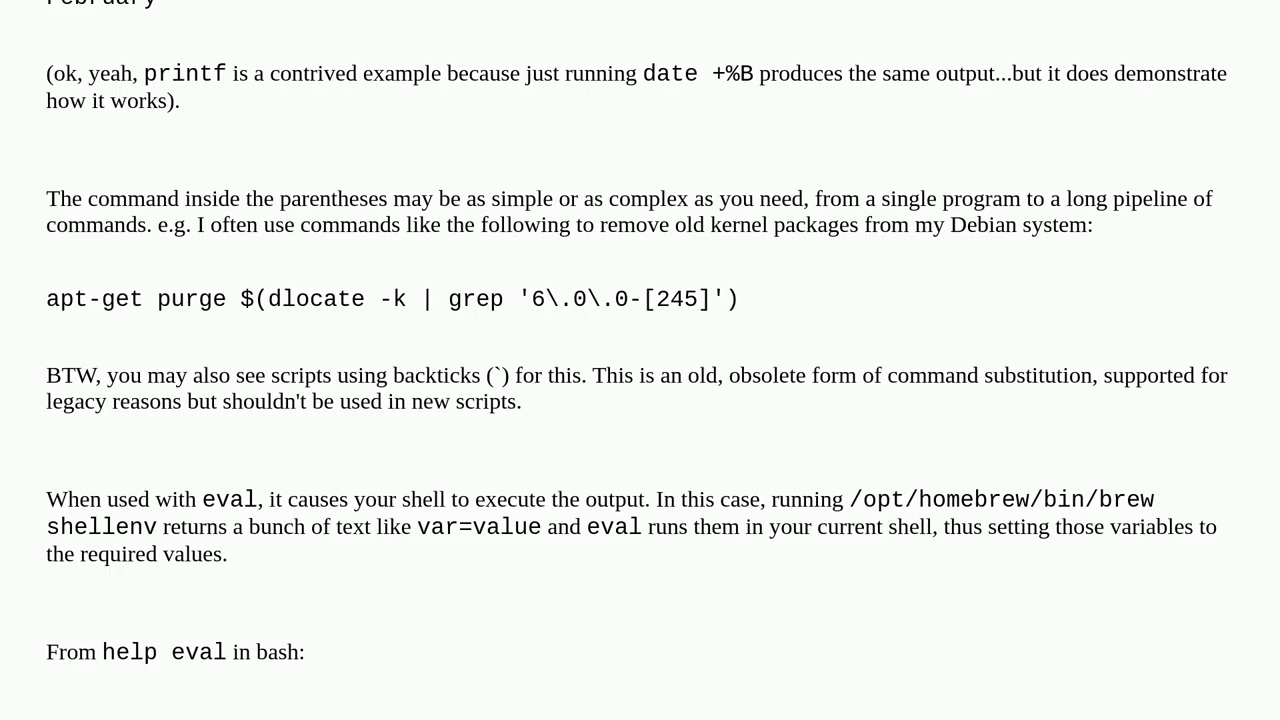 February
(ok, yeah, printf is a contrived example because just running date +%B produces the same output...but it does demonstrate
how it works).
The command inside the parentheses may be as simple or as complex as you need, from a single program to a long pipeline of
commands. e.g. I often use commands like the following to remove old kernel packages from my Debian system:
apt-get purge $(dlocate -k | grep '6\.0\.0-[245]')
BTW, you may also see scripts using backticks (`) for this. This is an old, obsolete form of command substitution, supported for
legacy reasons but shouldn't be used in new scripts.
When used with eval, it causes your shell to execute the output. In this case, running /opt/homebrew/bin/brew
shellenv returns a bunch of text like var=value and eval runs them in your current shell, thus setting those variables to
the required values.
From help eval in bash: